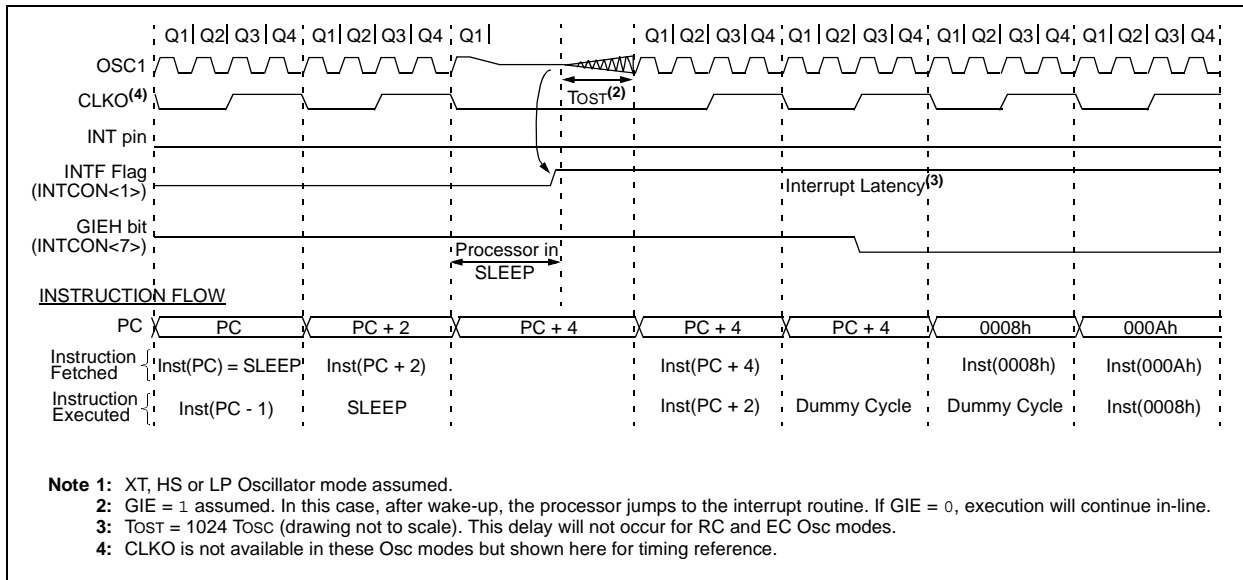 Q1 Q2 Q3 Q4 Q1 Q2 Q3 Q4 Q1 Q1 Q2 Q3 Q4 Q1 Q2 Q3 Q4 Q1 Q2 Q3 Q4 Q1 Q2 Q3 Q4
OSC1
TOST(2)
CLKO(4)
INT pin
INTF Flag
(INTCON<1>)
Interrupt Latency(3)
GIEH bit
(INTCON<7>)
Processor in
SLEEP
INSTRUCTION FLOW
PC PC PC + 2 PC + 4 PC + 4 PC + 4 0008h 000Ah
Instruction
Fetched
Inst(PC) = SLEEP Inst(PC + 2) Inst(PC + 4) Inst(0008h) Inst(000Ah)
Instruction
Executed
Inst(PC - 1) SLEEP Inst(PC + 2) Dummy Cycle Dummy Cycle Inst(0008h)
Note 1: XT, HS or LP Oscillator mode assumed.
2: GIE = 1 assumed. In this case, after wake-up, the processor jumps to the interrupt routine. If GIE = 0, execution will continue in-line.
3: TOST = 1024 TOSC (drawing not to scale). This delay will not occur for RC and EC Osc modes.
4: CLKO is not available in these Osc modes but shown here for timing reference.